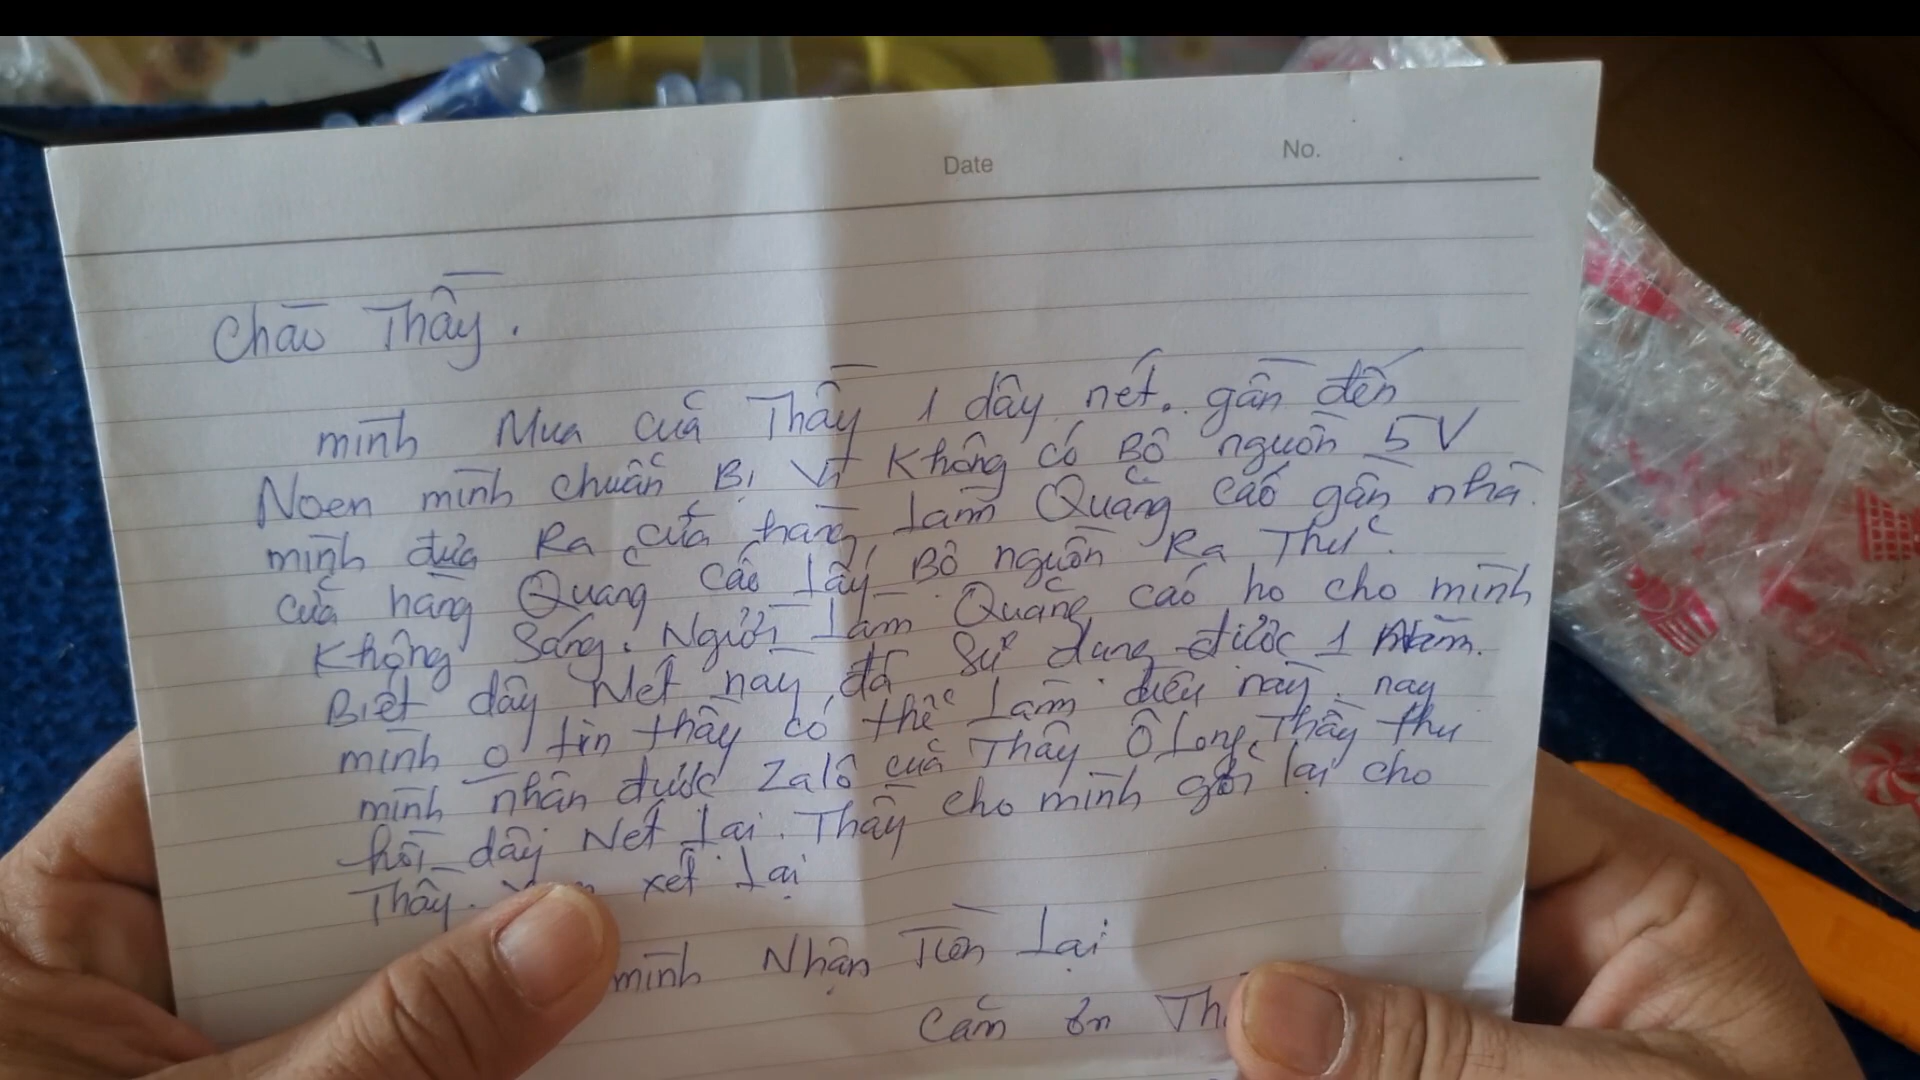 Date No.
Chào Thầy.
mình Mua của Thầy 1 dây nét. gần đến
Noen mình chuẩn Bị Vì Không có Bộ nguồn 5V
mình đưa Ra cửa hàng làm Quảng cáo gần nhà.
cửa hàng Quảng cáo Lấy Bộ nguồn Ra Thử.
Không Sáng. Người Làm Quảng cáo họ cho mình
Biết dây Nét này đã Sử dụng được 1 Năm.
mình 0 tin thầy có thể Làm điều này. nay
mình nhận được Zalô của Thầy Ô Long Thầy thu
hồi dây Nét Lại. Thầy cho mình gởi lại cho
Thầy. xét Lại
mình Nhận Tiền Lại
Cảm ơn